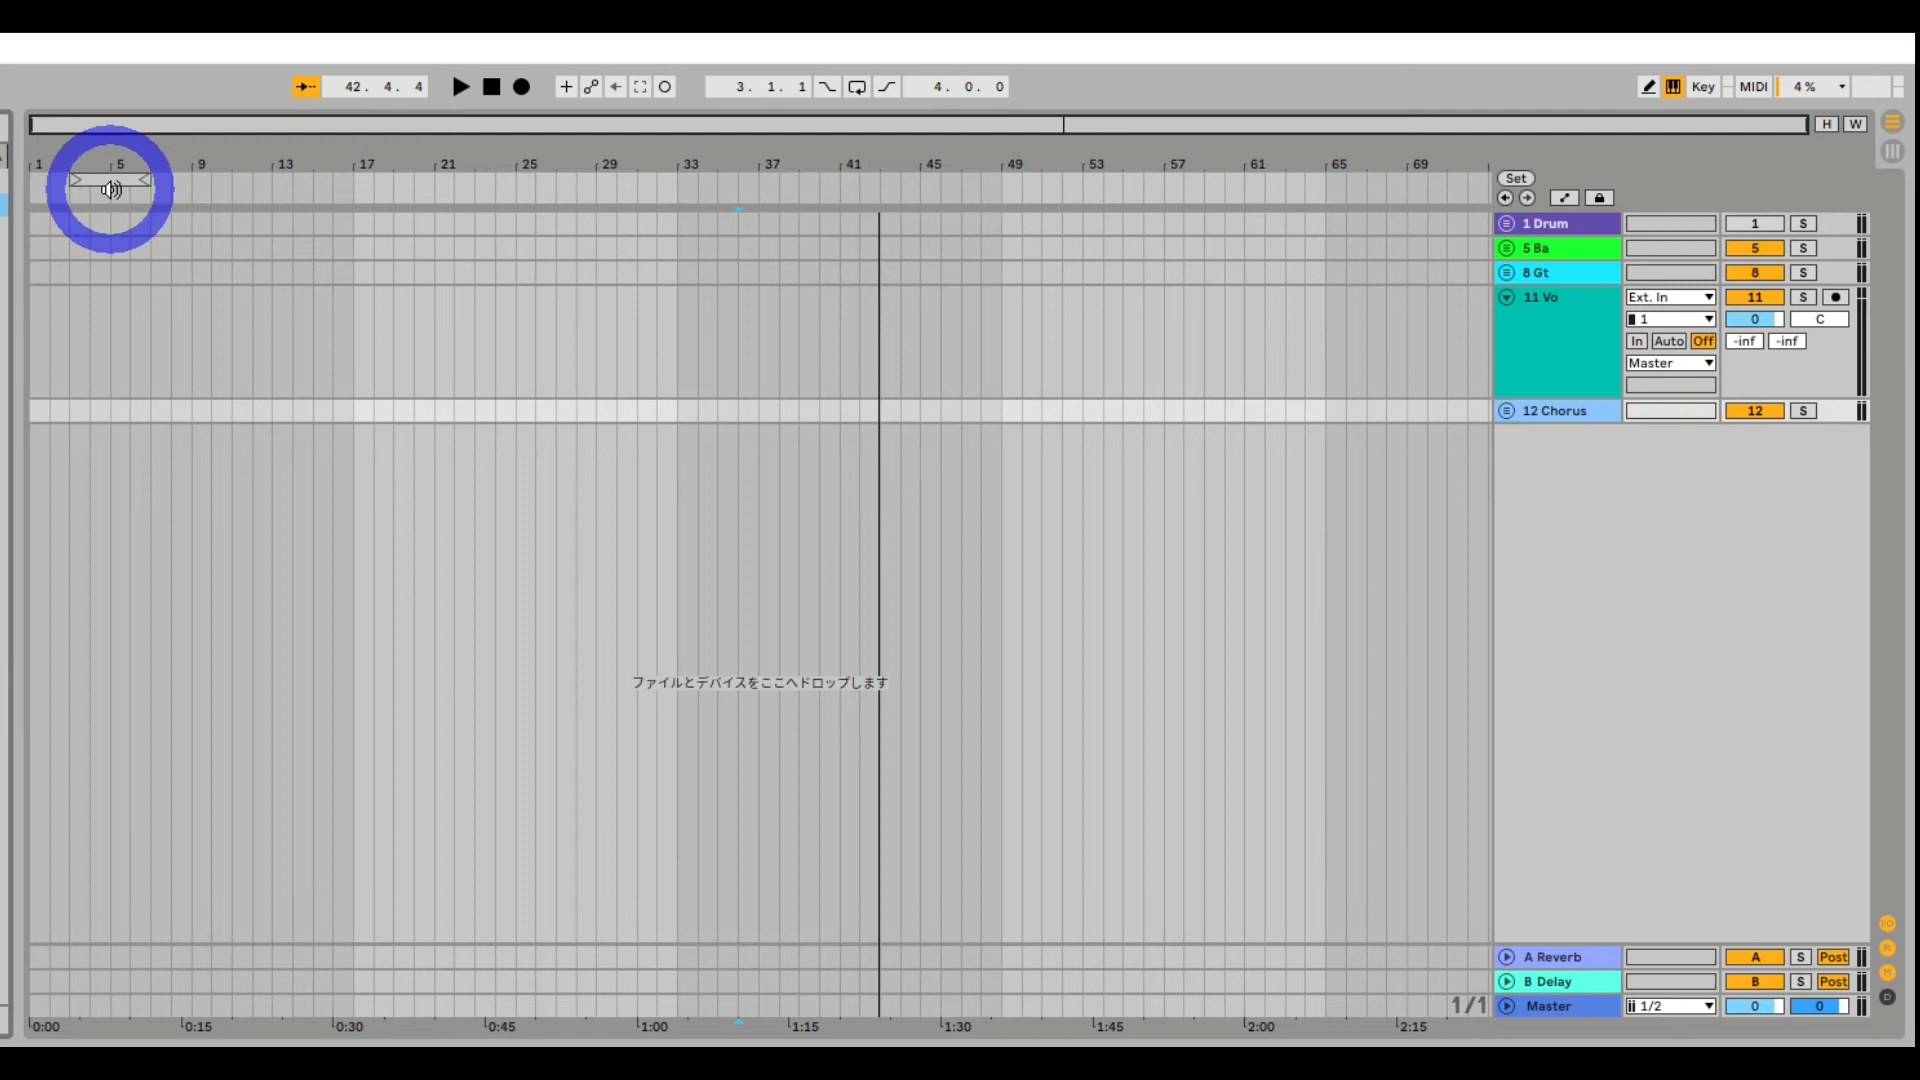 42. 4. 4
3. 1. 1
4. 0. 0
Key
MIDI
4 %
H
W
1 5 9 13 17 21 25 29 33 37 41 45 49 53 57 61 65 69
Set
1 Drum
1
S
5 Ba
5
S
8 Gt
8
S
11 Vo
Ext. In
11
S
1
0
C
In
Auto
Off
-inf
-inf
Master
12 Chorus
12
S
ファイルとデバイスをここへドロップします
A Reverb
A
S
Post
B Delay
B
S
Post
1/1
Master
1/2
0
0
0:00 0:15 0:30 0:45 1:00 1:15 1:30 1:45 2:00 2:15
R
M
D